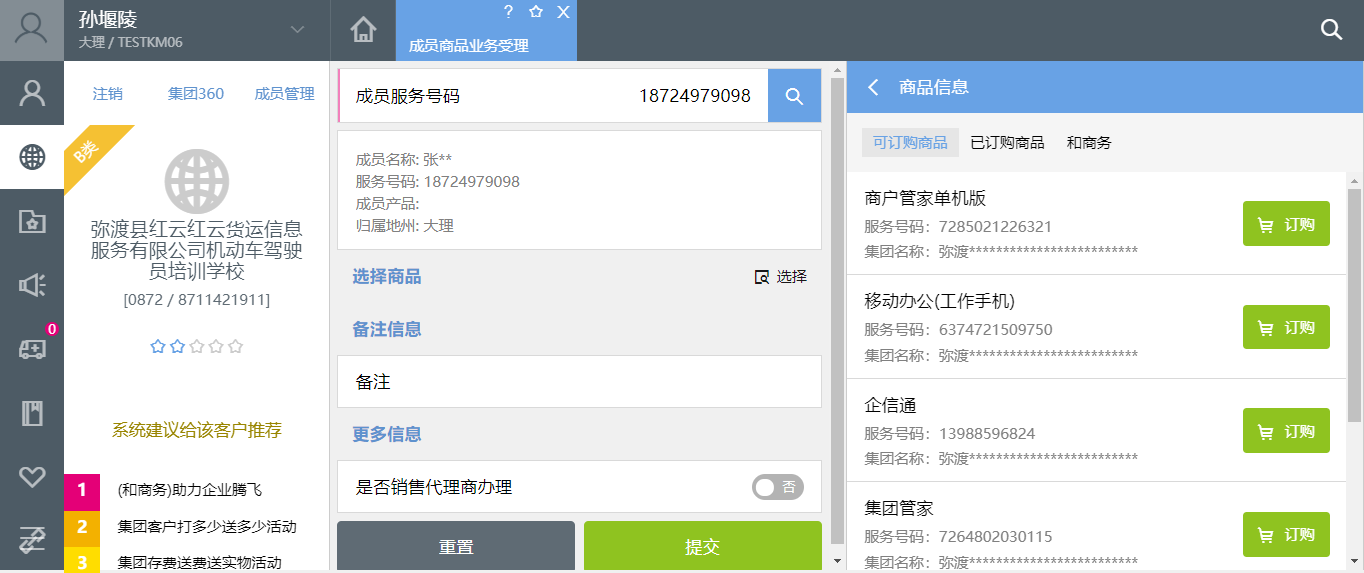 孙堰陵
大理 / TESTKM06
? X
成员商品业务受理
0
注销 集团360 成员管理
B类
弥渡县红云红云货运信息
服务有限公司机动车驾驶
员培训学校
[0872 / 8711421911]
系统建议给该客户推荐
1 (和商务)助力企业腾飞
2 集团客户打多少送多少活动
3 集团存费送费送实物活动
成员服务号码 18724979098
成员名称: 张**
服务号码: 18724979098
成员产品:
归属地州: 大理
选择商品 选择
备注信息
备注
更多信息
是否销售代理商办理 否
重置 提交
商品信息
可订购商品 已订购商品 和商务
商户管家单机版
服务号码: 7285021226321
集团名称: 弥渡*************************
订购
移动办公(工作手机)
服务号码: 6374721509750
集团名称: 弥渡*************************
订购
企信通
服务号码: 13988596824
集团名称: 弥渡*************************
订购
集团管家
服务号码: 7264802030115
集团名称: 弥渡*************************
订购